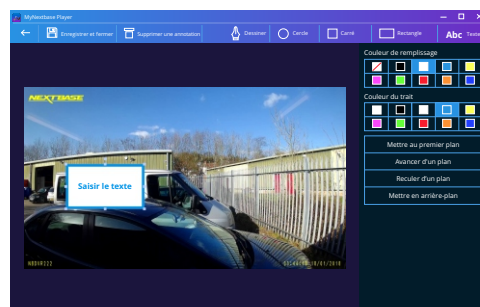 MyNextbase Player
Enregistrer et fermer
Supprimer une annotation
Dessiner
Cercle
Carré
Rectangle
Abc Texte
Couleur de remplissage
NEXTBASE
Couleur du trait
Mettre au premier plan
Avancer d'un plan
Reculer d'un plan
Mettre en arrière-plan
Saisir le texte